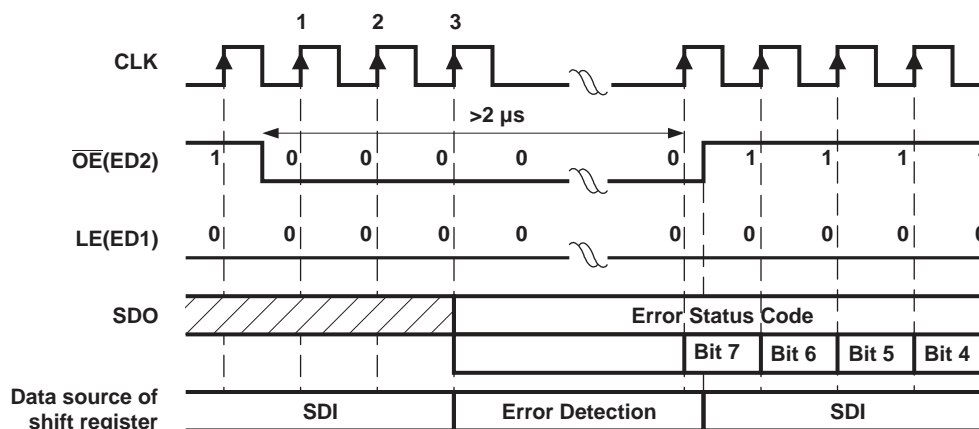 1 2 3
CLK
>2 µs
OE(ED2)
1 0 0 0 0 0 1 1 1
LE(ED1)
0 0 0 0 0 0 0 0 0 0
SDO
Error Status Code
Bit 7 Bit 6 Bit 5 Bit 4
Data source of
shift register
SDI Error Detection SDI